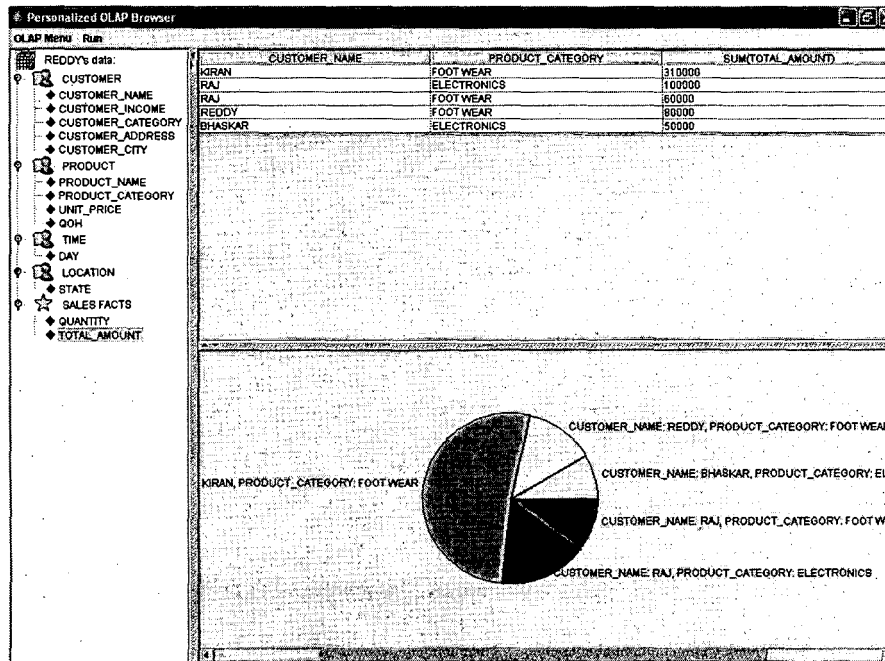 Personalized OLAP Browser
OLAP Menu Run
REDDY's data:
CUSTOMER
CUSTOMER_NAME
CUSTOMER_INCOME
CUSTOMER_CATEGORY
CUSTOMER_ADDRESS
CUSTOMER_CITY
PRODUCT
PRODUCT_NAME
PRODUCT_CATEGORY
UNIT_PRICE
QOH
TIME
DAY
LOCATION
STATE
SALES FACTS
QUANTITY
TOTAL_AMOUNT
CUSTOMER_NAME PRODUCT_CATEGORY SUM(TOTAL_AMOUNT)
KIRAN FOOT WEAR 310000
RAJ ELECTRONICS 100000
RAJ FOOT WEAR 60000
REDDY FOOT WEAR 80000
BHASKAR ELECTRONICS 50000
CUSTOMER_NAME: REDDY, PRODUCT_CATEGORY: FOOT WEAR
CUSTOMER_NAME: BHASKAR, PRODUCT_CATEGORY: EL
KIRAN, PRODUCT_CATEGORY: FOOT WEAR
CUSTOMER_NAME: RAJ, PRODUCT_CATEGORY: FOOT W
CUSTOMER_NAME: RAJ, PRODUCT_CATEGORY: ELECTRONICS